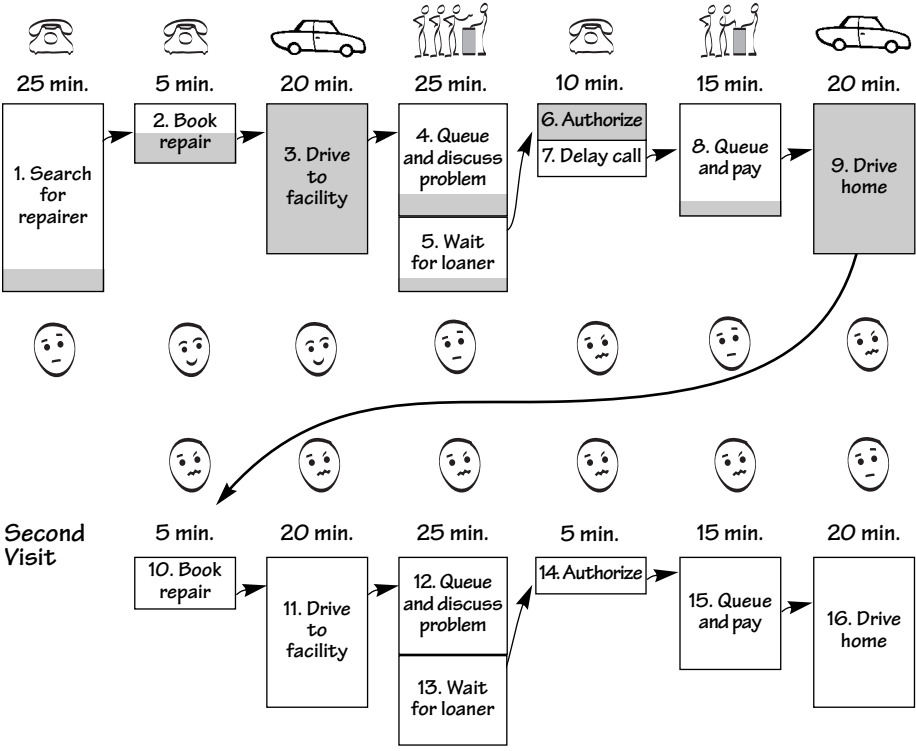 25 min.
5 min.
20 min.
25 min.
10 min.
15 min.
20 min.
1. Search
for
repairer
2. Book
repair
3. Drive
to
facility
4. Queue
and discuss
problem
5. Wait
for loaner
6. Authorize
7. Delay call
8. Queue
and pay
9. Drive
home
Second
Visit
5 min.
20 min.
25 min.
5 min.
15 min.
20 min.
10. Book
repair
11. Drive
to
facility
12. Queue
and discuss
problem
13. Wait
for loaner
14. Authorize
15. Queue
and pay
16. Drive
home